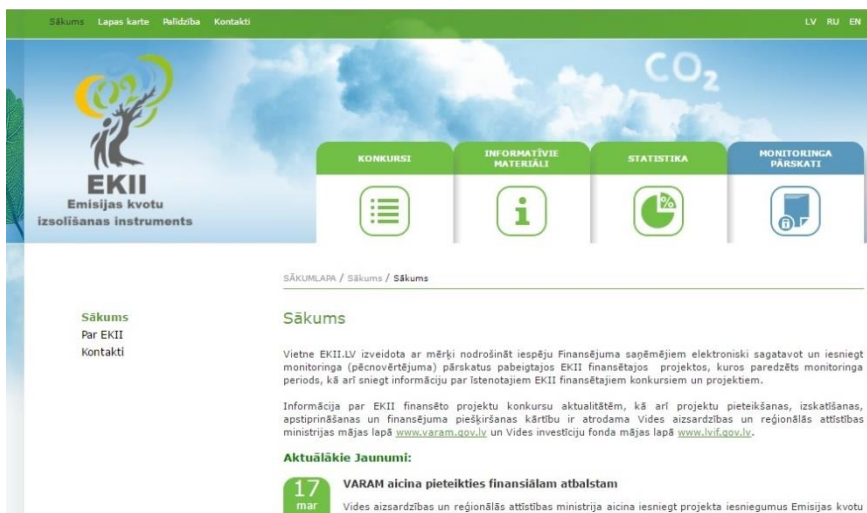 Sākums Lapas karte Palīdzība Kontakti
LV RU EN
CO2
EKII
Emisijas kvotu
izsolīšanas instruments
KONKURSI
INFORMATĪVIE
MATERIĀLI
STATISTIKA
MONITORINGA
PĀRSKATI
SĀKUMLAPA / Sākums / Sākums
Sākums
Par EKII
Kontakti
Sākums
Vietne EKII.LV izveidota ar mērķi nodrošināt iespēju Finansējuma saņēmējiem elektroniski sagatavot un iesniegt
monitoringa (pēcnovērtējuma) pārskatus pabeigtajos EKII finansētajos projektos, kuros paredzēts monitoringa
periods, kā arī sniegt informāciju par īstenotajiem EKII finansētajiem konkursiem un projektiem.
Informācija par EKII finansēto projektu konkursu aktualitātēm, kā arī projektu pieteikšanas, izskatīšanas,
apstiprināšanas un finansējuma piešķiršanas kārtību ir atrodama Vides aizsardzības un reģionālās attīstības
ministrijas mājas lapā www.varam.gov.lv un Vides investīciju fonda mājas lapā www.lvif.gov.lv.
Aktuālākie Jaunumi:
17
mar
VARAM aicina pieteikties finansiālam atbalstam
Vides aizsardzības un reģionālās attīstības ministrija aicina iesniegt projekta iesniegumus Emisijas kvotu